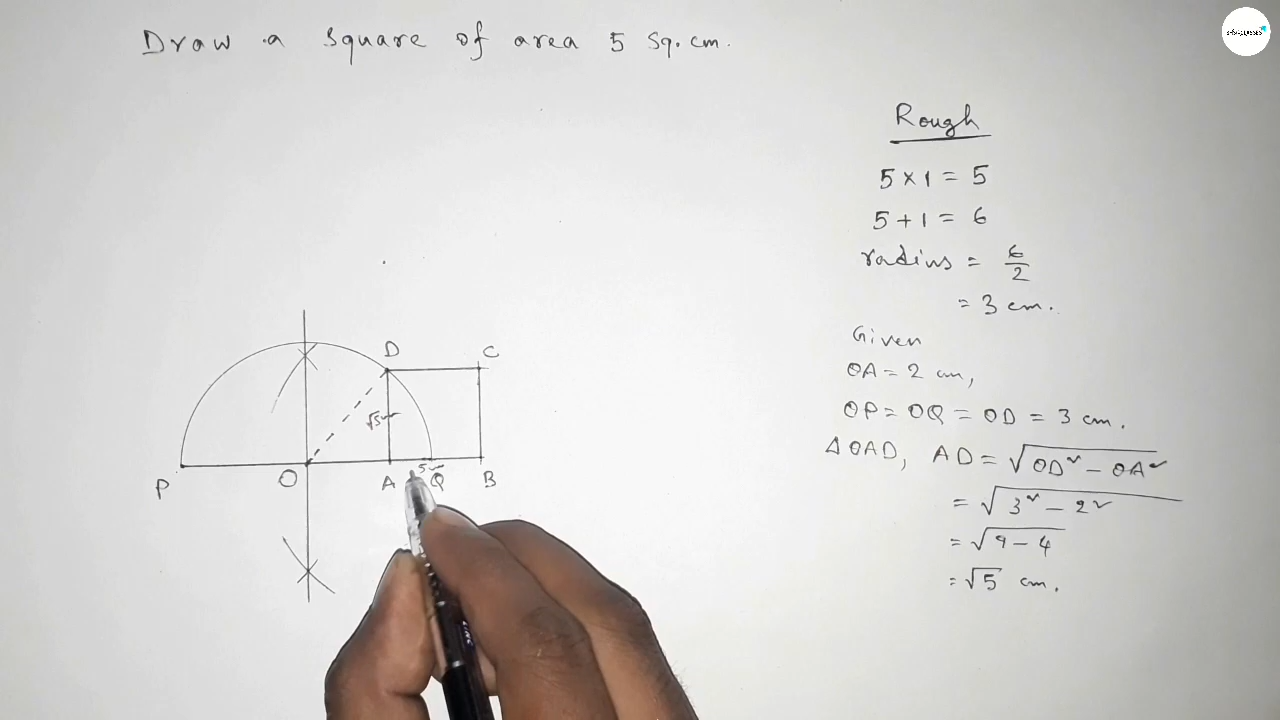 Draw a square of area 5 sq.cm.
Rough
5 × 1 = 5
5 + 1 = 6
radius = 6/2
= 3 cm.
Given
OA = 2 cm,
OP = OQ = OD = 3 cm.
Δ OAD, AD = √OD² − OA²
= √3² − 2²
= √9 − 4
= √5 cm.
D C
√5
P O A Q B